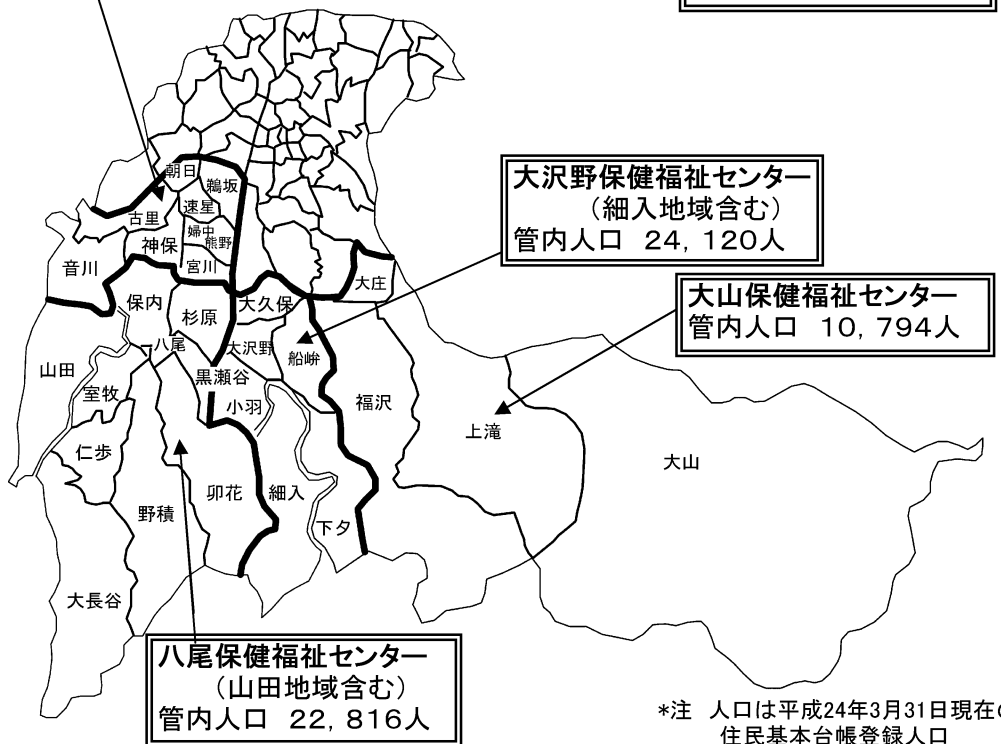 朝日
鵜坂
速星
古里
婦中
熊野
神保
宮川
音川
大沢野保健福祉センター
(細入地域含む)
管内人口 24,120人
大庄
大山保健福祉センター
管内人口 10,794人
保内
杉原
大久保
八尾
大沢野
船峅
山田
黒瀬谷
室牧
小羽
福沢
上滝
仁歩
大山
卯花
細入
野積
下夕
大長谷
八尾保健福祉センター
(山田地域含む)
管内人口 22,816人
*注 人口は平成24年3月31日現在
住民基本台帳登録人口